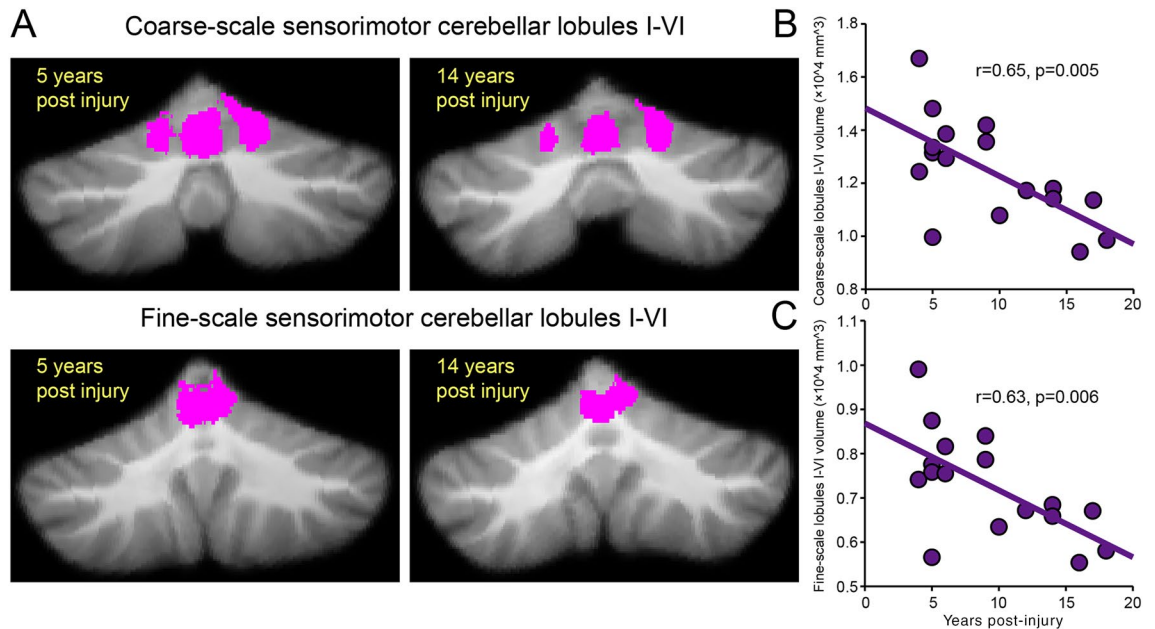 A
Coarse-scale sensorimotor cerebellar lobules I-VI
5 years
post injury
14 years
post injury
Fine-scale sensorimotor cerebellar lobules I-VI
5 years
post injury
14 years
post injury
B
Coarse-scale lobules I-VI volume (×10^4 mm^3)
1.8
1.6
1.4
1.2
1.0
0.8
r=0.65, p=0.005
0 5 10 15 20
C
Fine-scale lobules I-VI volume (×10^4 mm^3)
1.1
1.0
0.9
0.8
0.7
0.6
0.5
r=0.63, p=0.006
0 5 10 15 20
Years post-injury